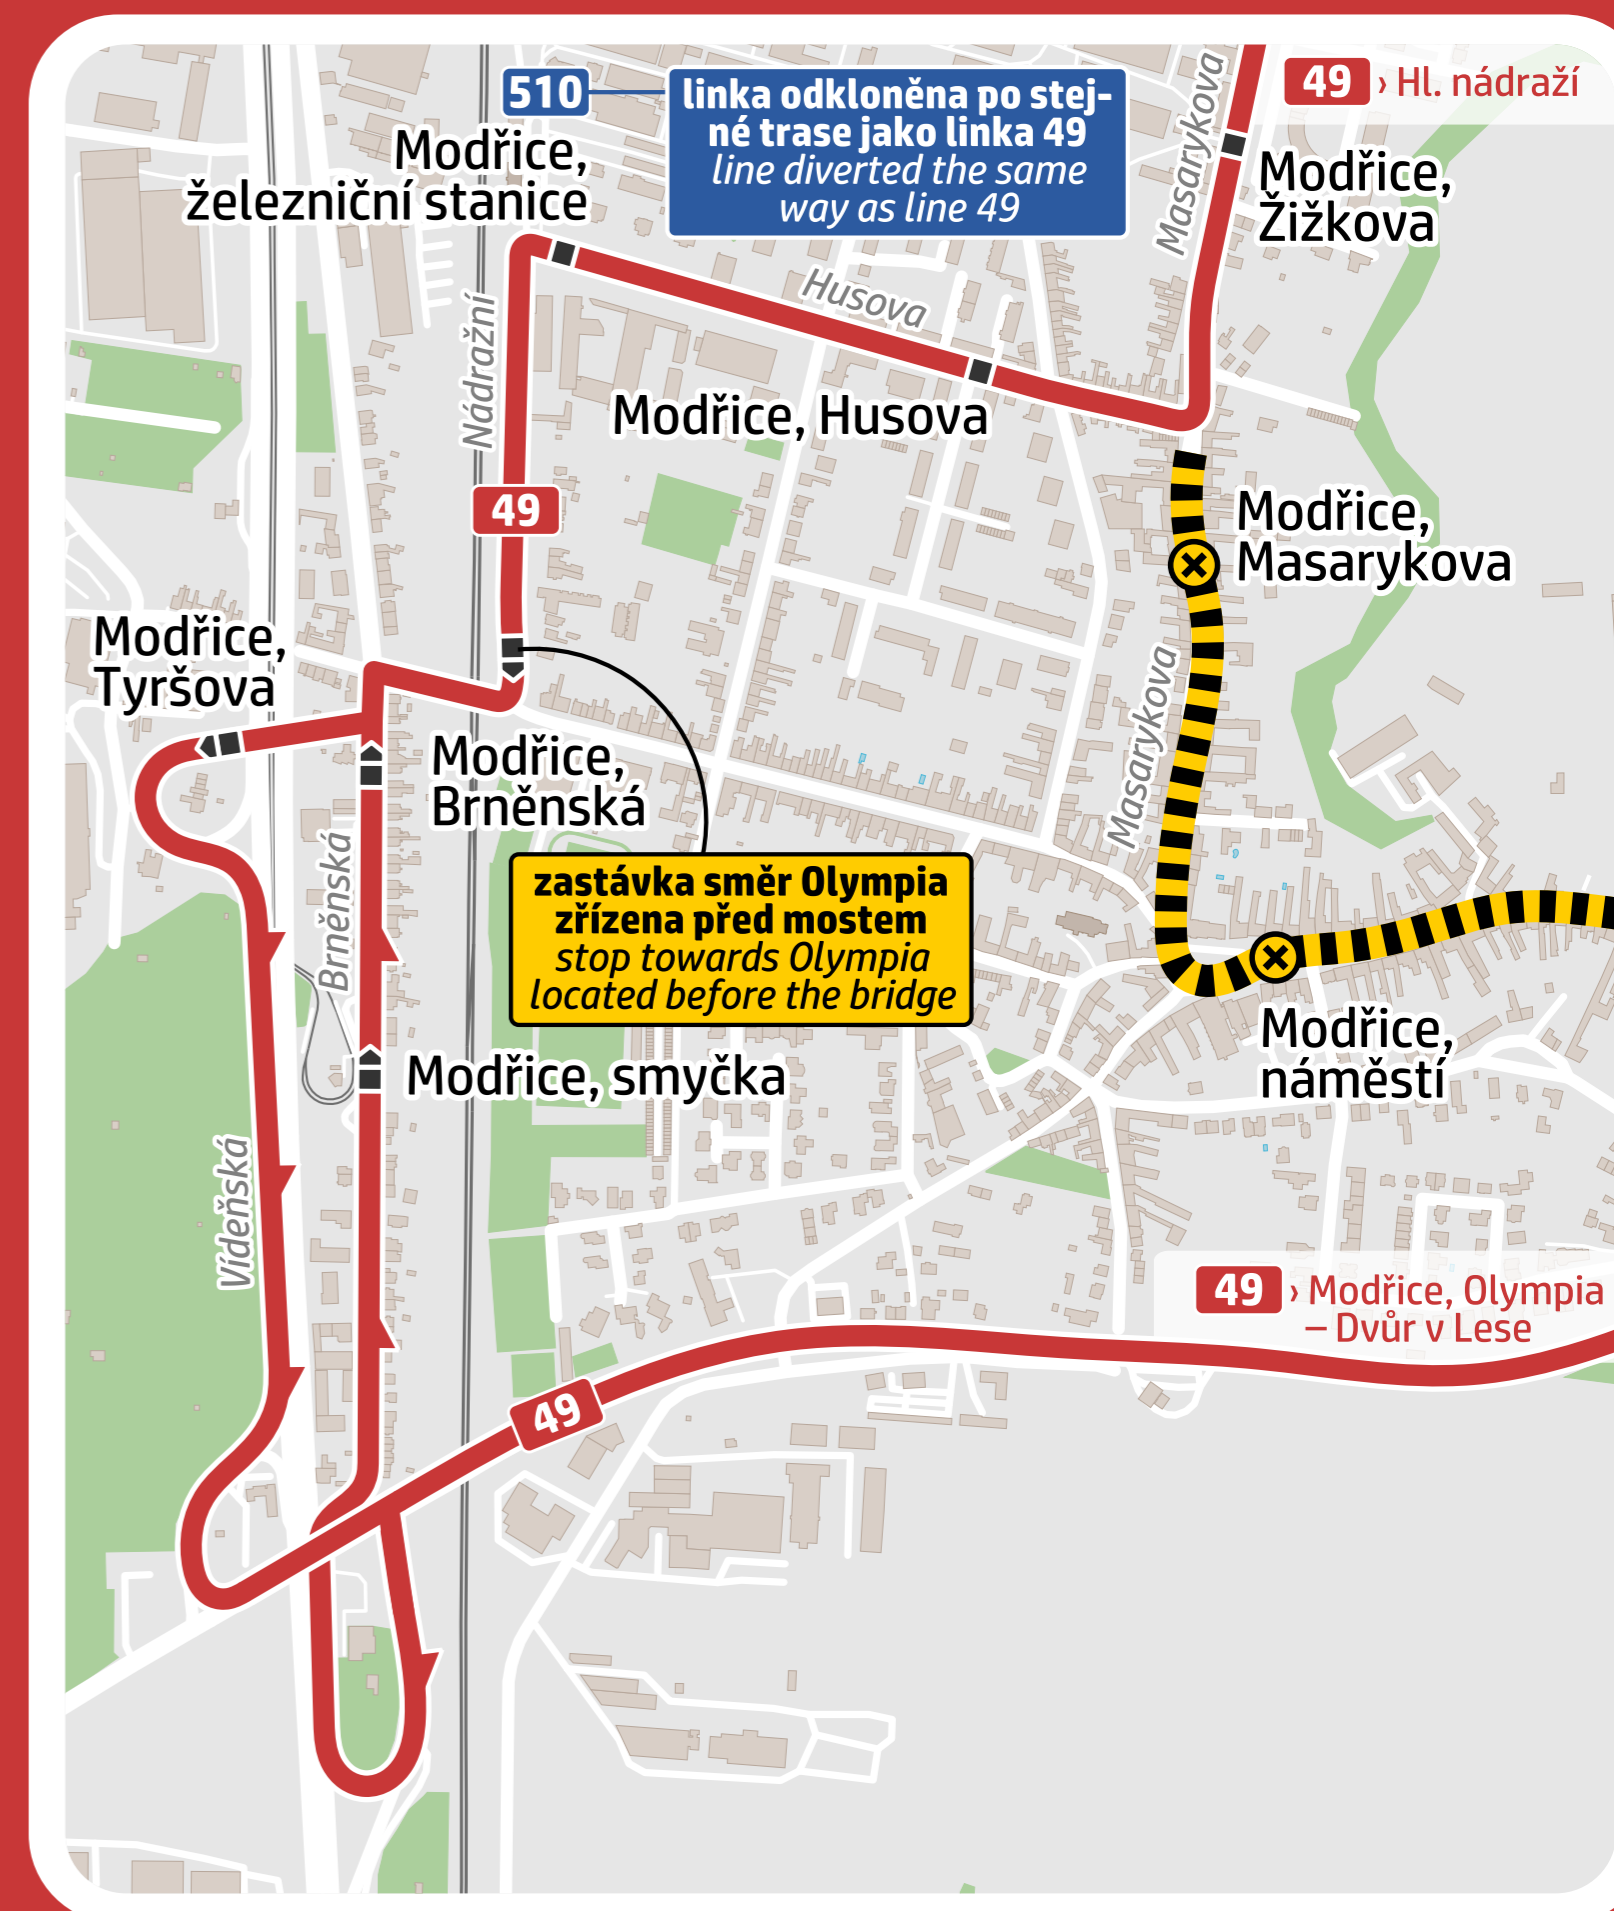 510
linka odkloněna po stej-
né trase jako linka 49
line diverted the same
way as line 49
49 › Hl. nádraží
Masarykova
Modřice,
železniční stanice
Modřice,
Žižkova
Husova
Nádražní
Modřice, Husova
49
Modřice,
Masarykova
Modřice,
Tyršova
Masarykova
Modřice,
Brněnská
Brněnská
zastávka směr Olympia
zřízena před mostem
stop towards Olympia
located before the bridge
Modřice,
náměstí
Modřice, smyčka
Vídeňská
49 › Modřice, Olympia
– Dvůr v Lese
49